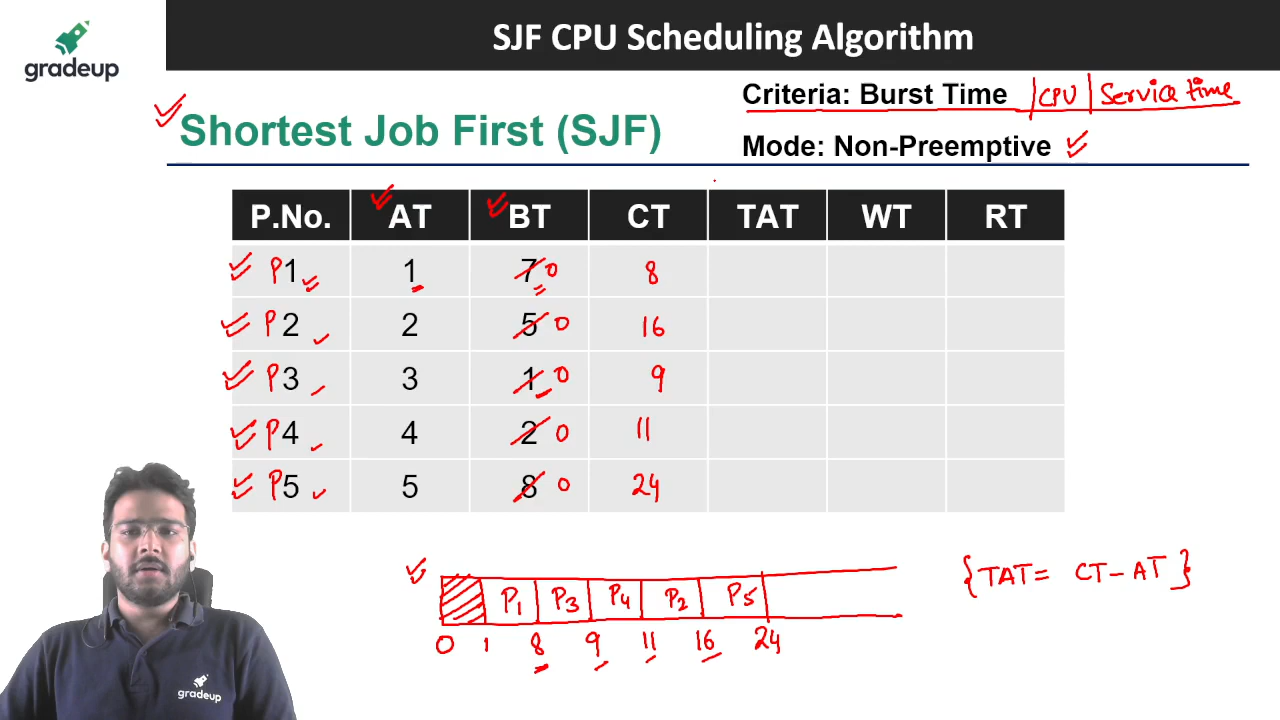 SJF CPU Scheduling Algorithm
gradeup
Criteria: Burst Time / CPU | Service time
Shortest Job First (SJF)
Mode: Non-Preemptive
P.No. AT BT CT TAT WT RT
P1 1 7 0 8
P2 2 5 0 16
P3 3 1 0 9
P4 4 2 0 11
P5 5 8 0 24
{TAT= CT-AT}
P1 P3 P4 P2 P5
0 1 8 9 11 16 24
gradeup